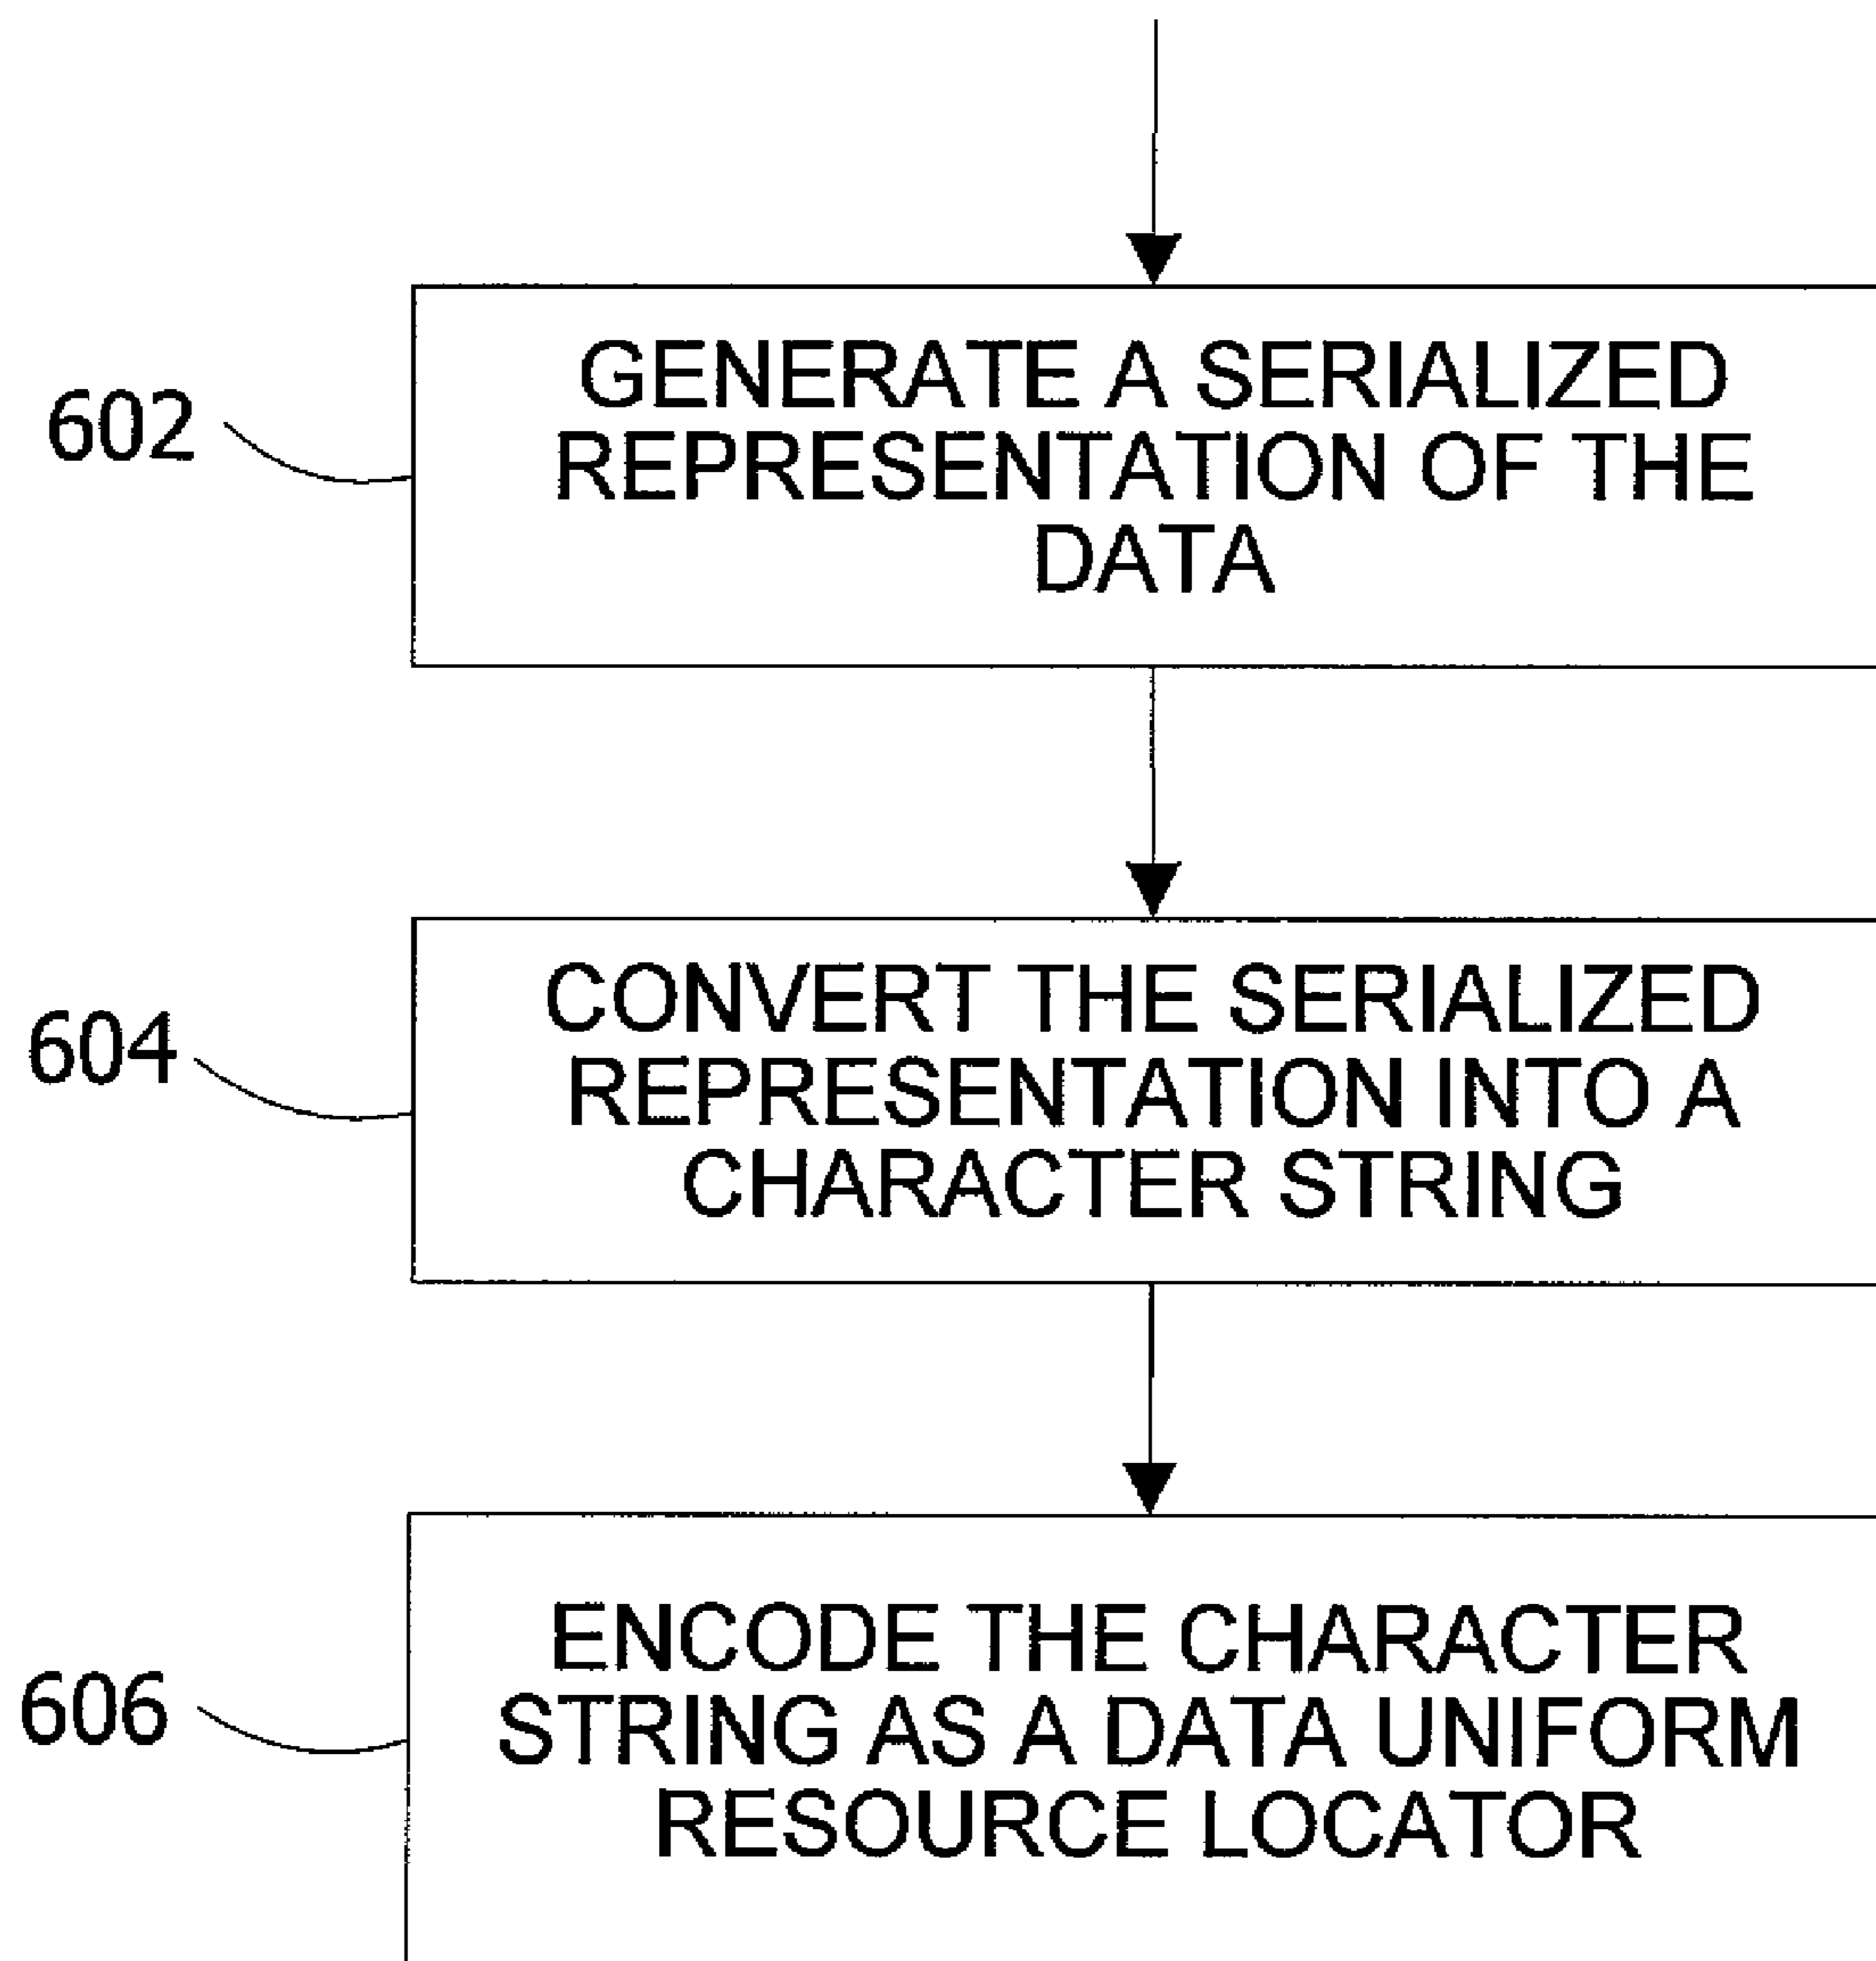 602
GENERATE A SERIALIZED
REPRESENTATION OF THE
DATA
604
CONVERT THE SERIALIZED
REPRESENTATION INTO A
CHARACTER STRING
606
ENCODE THE CHARACTER
STRING AS A DATA UNIFORM
RESOURCE LOCATOR